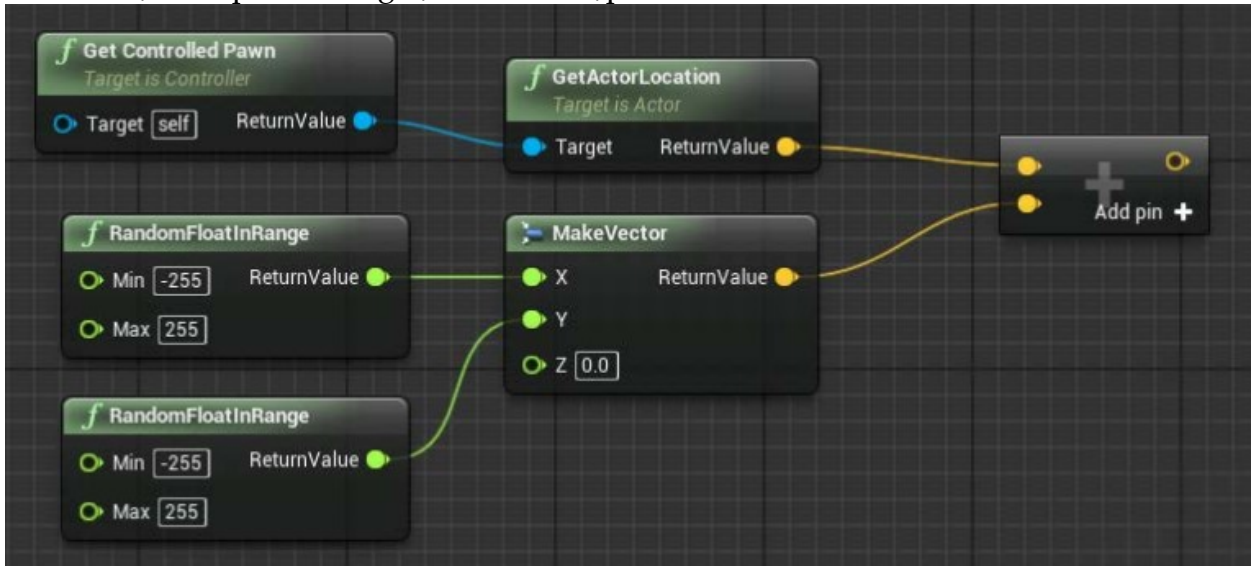 f Get Controlled Pawn
Target is Controller
Target self ReturnValue
f GetActorLocation
Target is Actor
Target ReturnValue
Add pin +
f RandomFloatInRange
Min -255 ReturnValue
Max 255
MakeVector
X ReturnValue
Y
Z 0.0
f RandomFloatInRange
Min -255 ReturnValue
Max 255